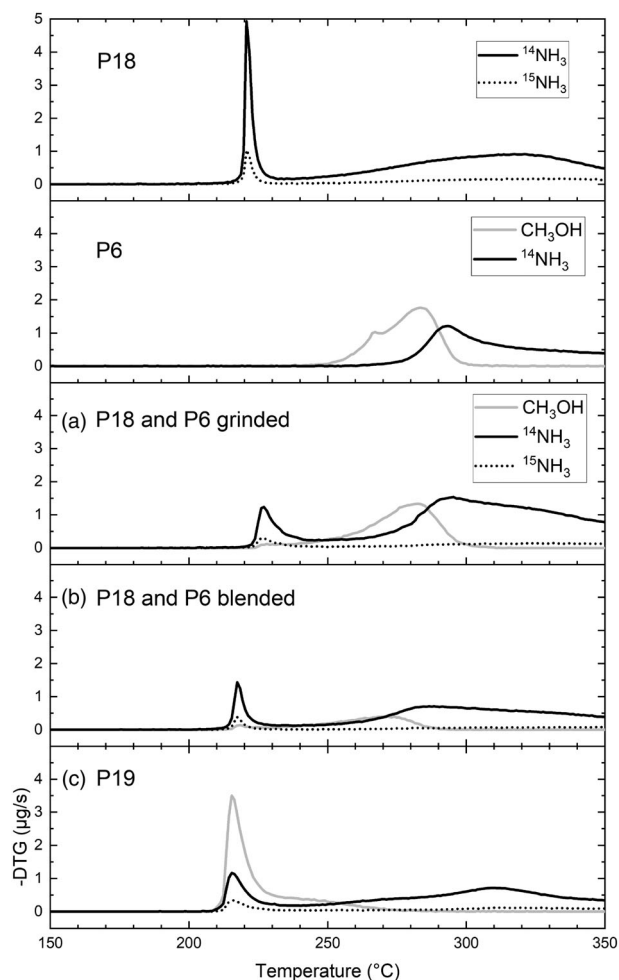 5
P18
¹⁴NH₃
4
¹⁵NH₃
3
2
1
0
P6
CH₃OH
4
¹⁴NH₃
3
2
1
0
(a) P18 and P6 grinded
CH₃OH
4
¹⁴NH₃
3
¹⁵NH₃
2
1
0
(b) P18 and P6 blended
4
3
2
1
0
(c) P19
4
3
2
1
0
-DTG (µg/s)
150 200 250 300 350
Temperature (°C)